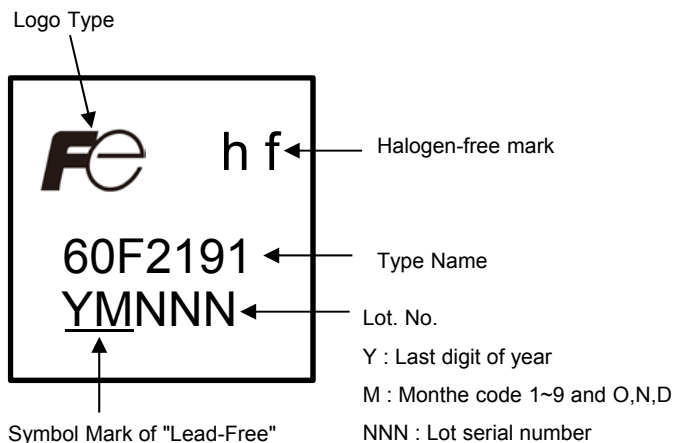 Logo Type
Fe
h f
Halogen-free mark
60F2191
Type Name
YMNNN
Lot. No.
Y : Last digit of year
M : Monthe code 1~9 and O,N,D
Symbol Mark of "Lead-Free"
NNN : Lot serial number